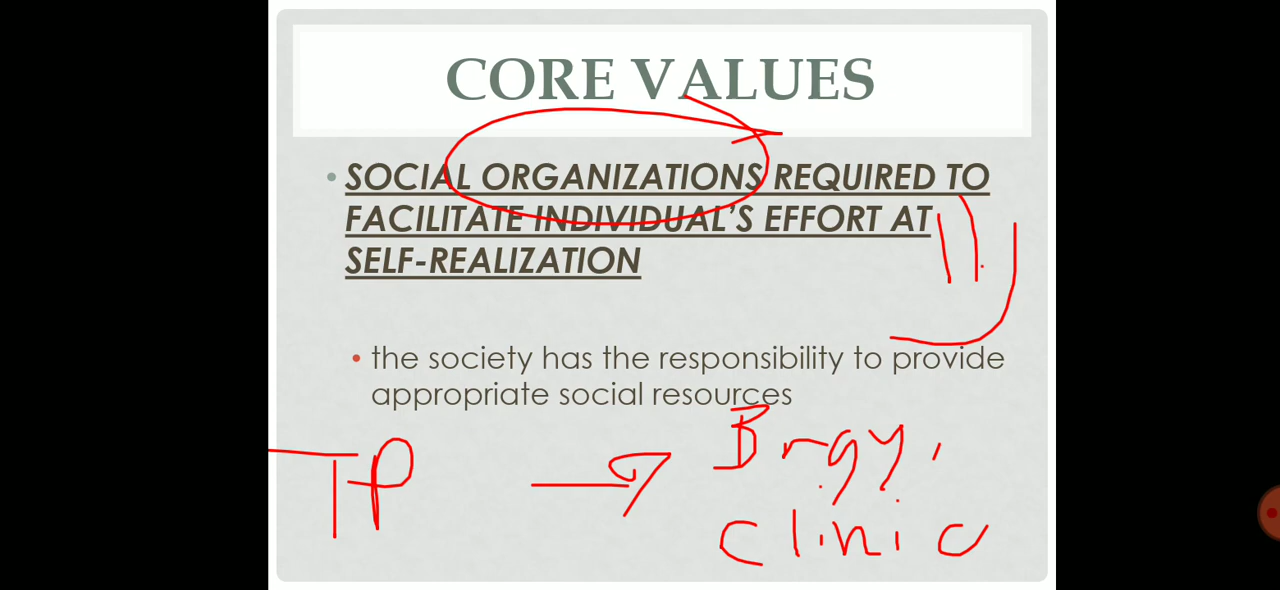 CORE VALUES
SOCIAL ORGANIZATIONS REQUIRED TO
FACILITATE INDIVIDUAL'S EFFORT AT
SELF-REALIZATION
the society has the responsibility to provide
appropriate social resources
TP → Brgy.
Clinic